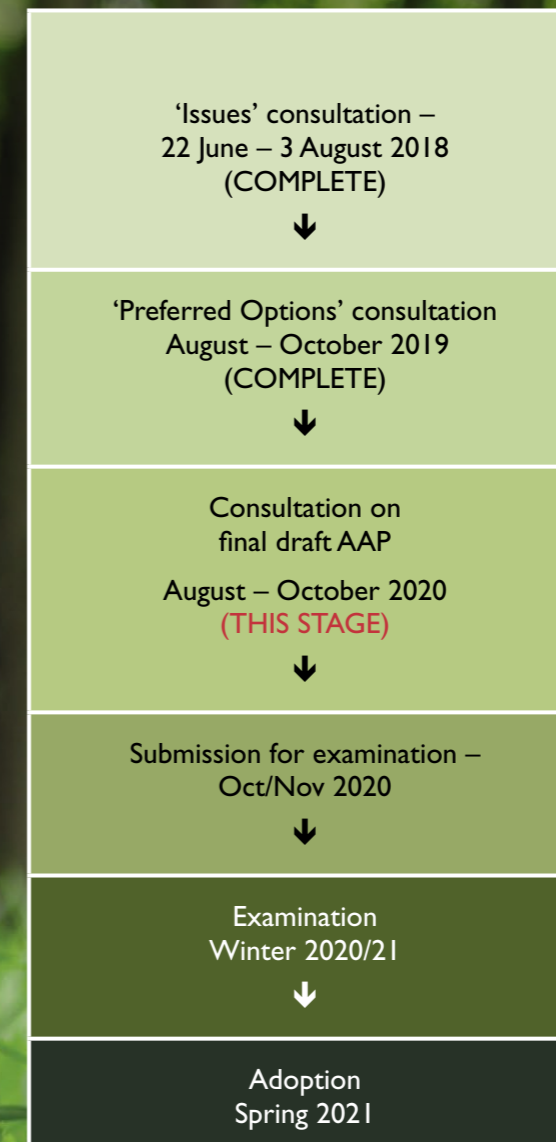 ‘Issues’ consultation –
22 June – 3 August 2018
(COMPLETE)
‘Preferred Options’ consultation
August – October 2019
(COMPLETE)
Consultation on
final draft AAP
August – October 2020
(THIS STAGE)
Submission for examination –
Oct/Nov 2020
Examination
Winter 2020/21
Adoption
Spring 2021